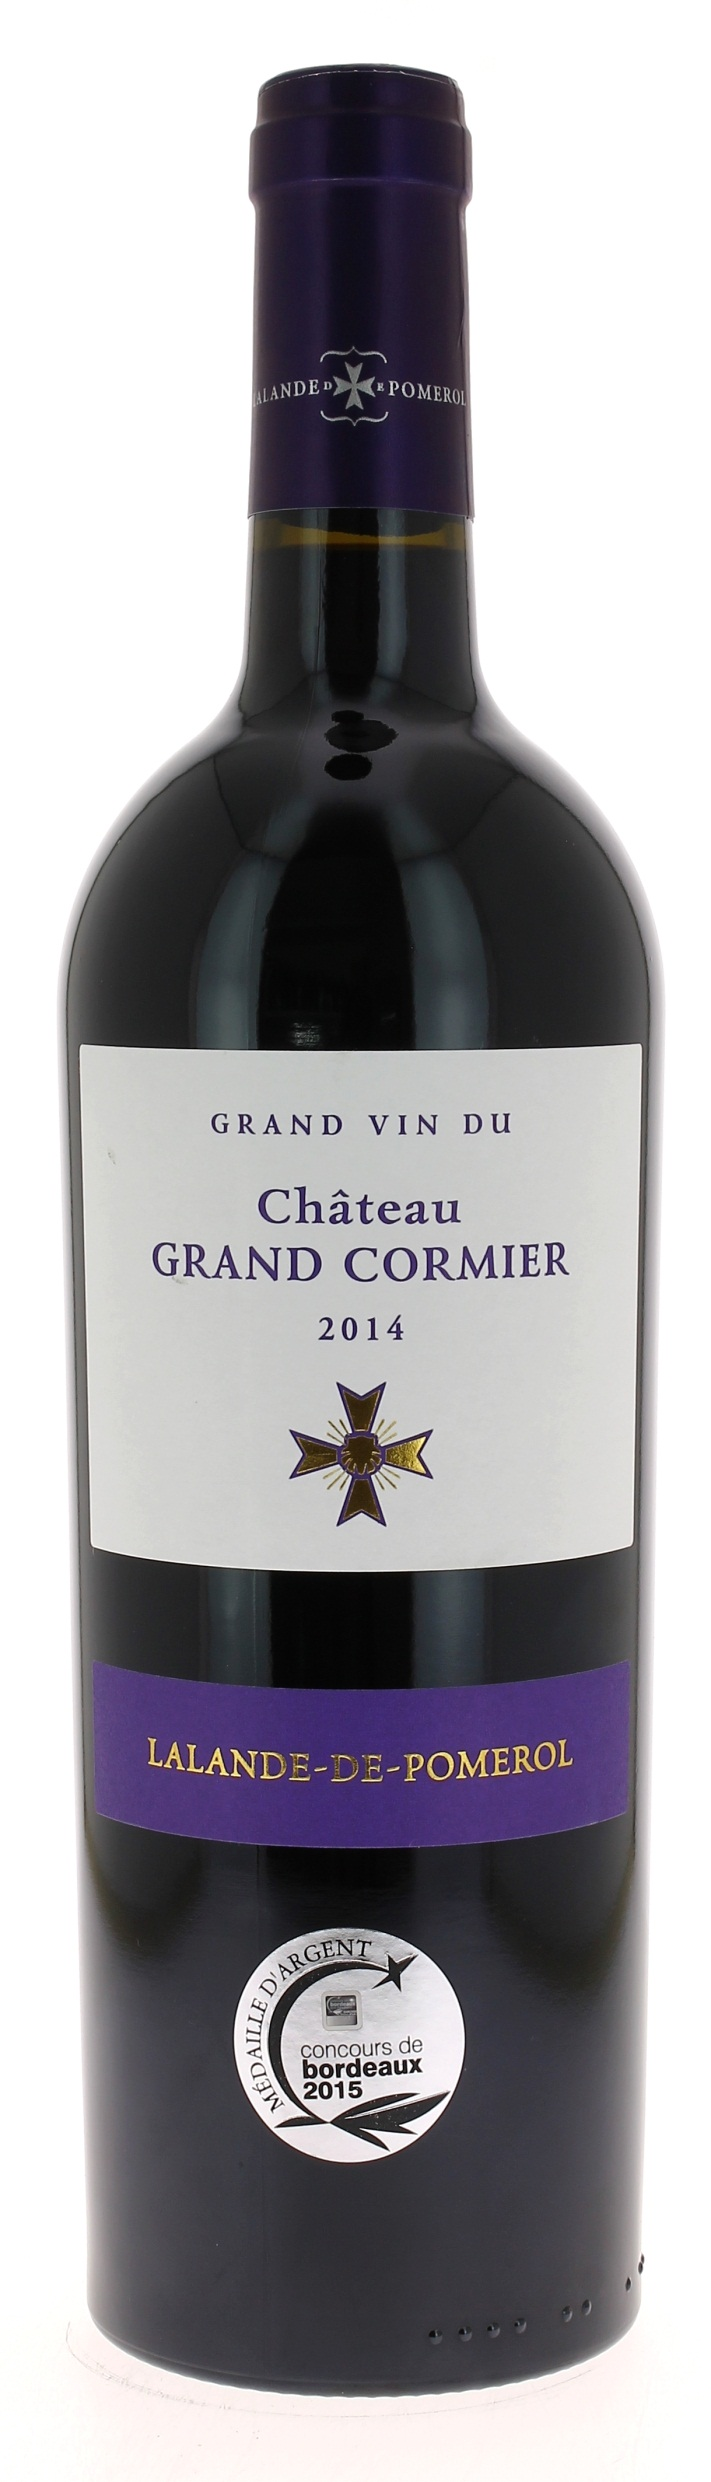 LALANDE DE POMEROL
GRAND VIN DU
Château
GRAND CORMIER
2014
LALANDE-DE-POMEROL
MÉDAILLE D'ARGENT
concours de
bordeaux
2015